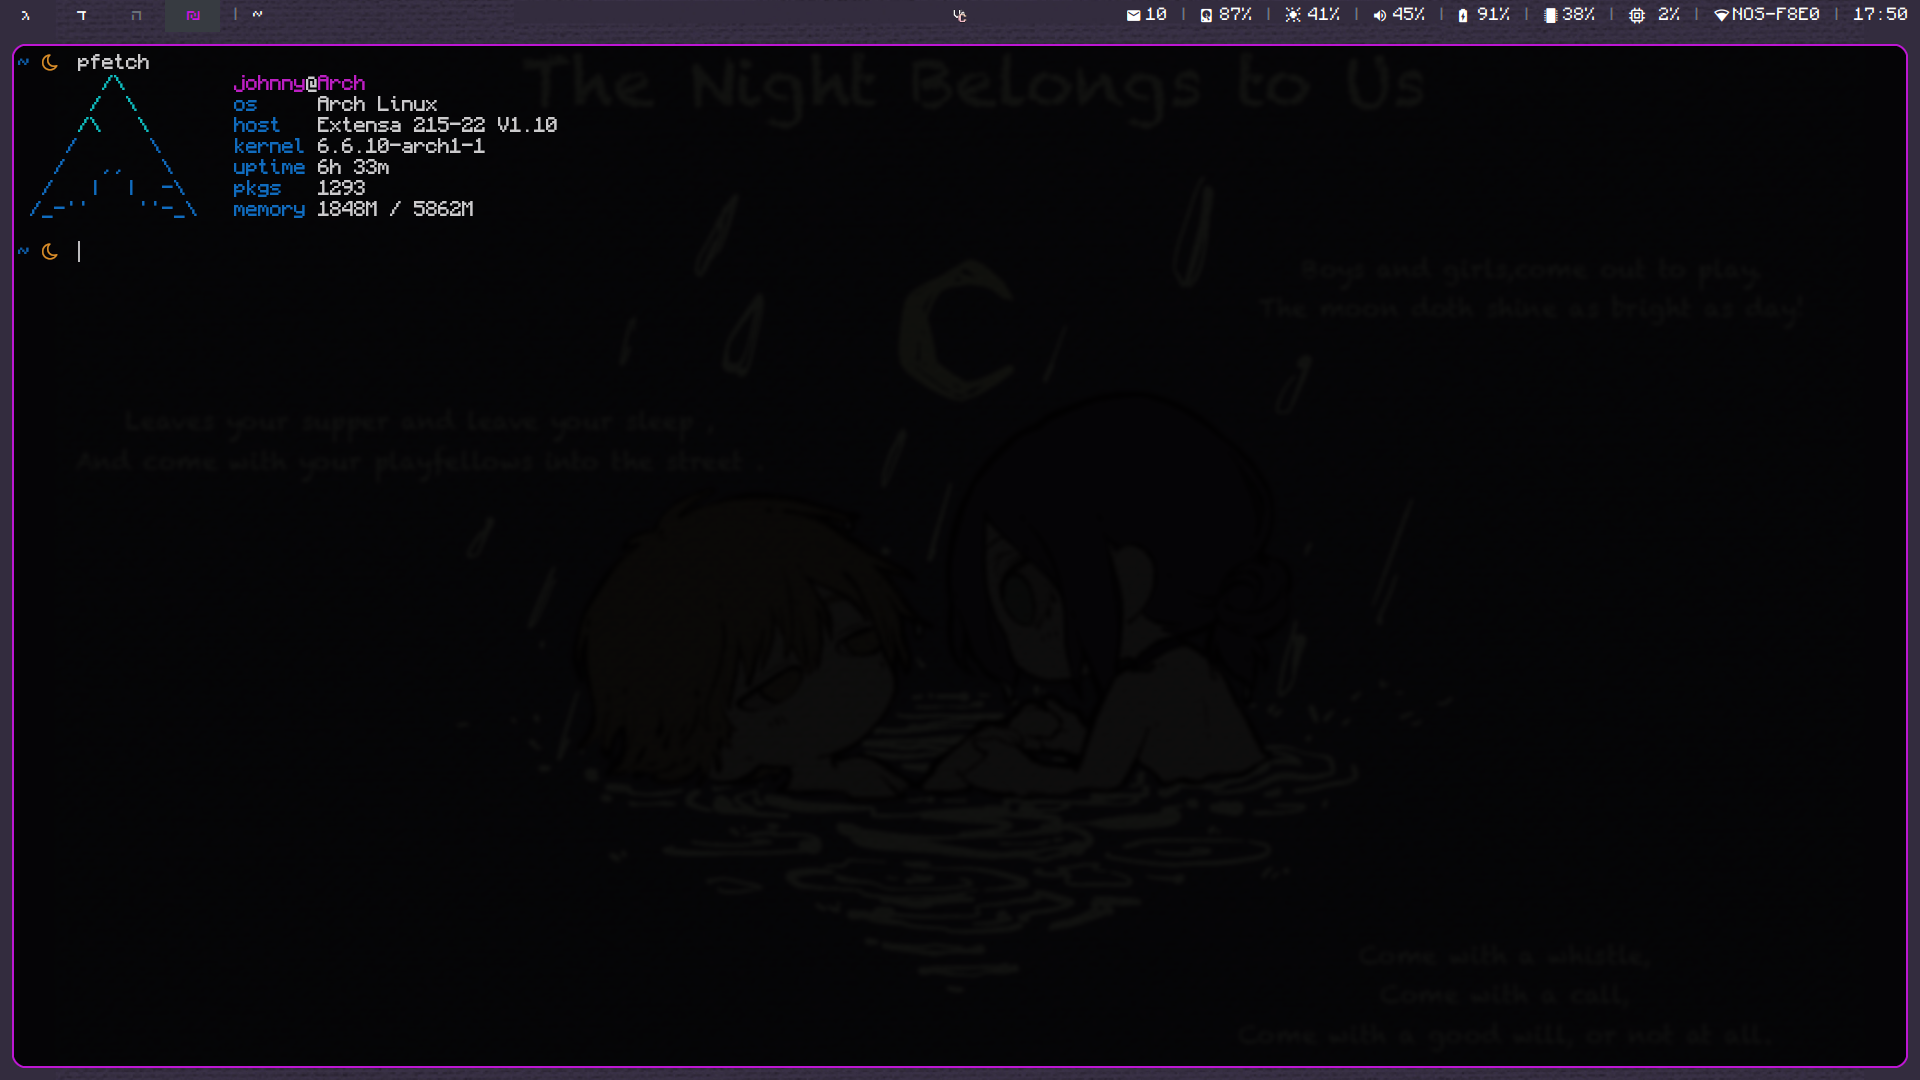 λ ㅜ ㄇ ₪ | ~
10 | 87% | 41% | 45% | 91% | 38% | 2% | NOS-F8E0 | 17:50
~ pfetch
johnny@Arch
os Arch Linux
host Extensa 215-22 V1.10
kernel 6.6.10-arch1-1
uptime 6h 33m
pkgs 1293
memory 1848M / 5862M
~
The Night Belongs to Us
Boys and girls,come out to play,
The moon doth shine as bright as day!
Leaves your supper and leave your sleep ,
And come with your playfellows into the street .
Come with a whistle,
Come with a call,
Come with a good will, or not at all.